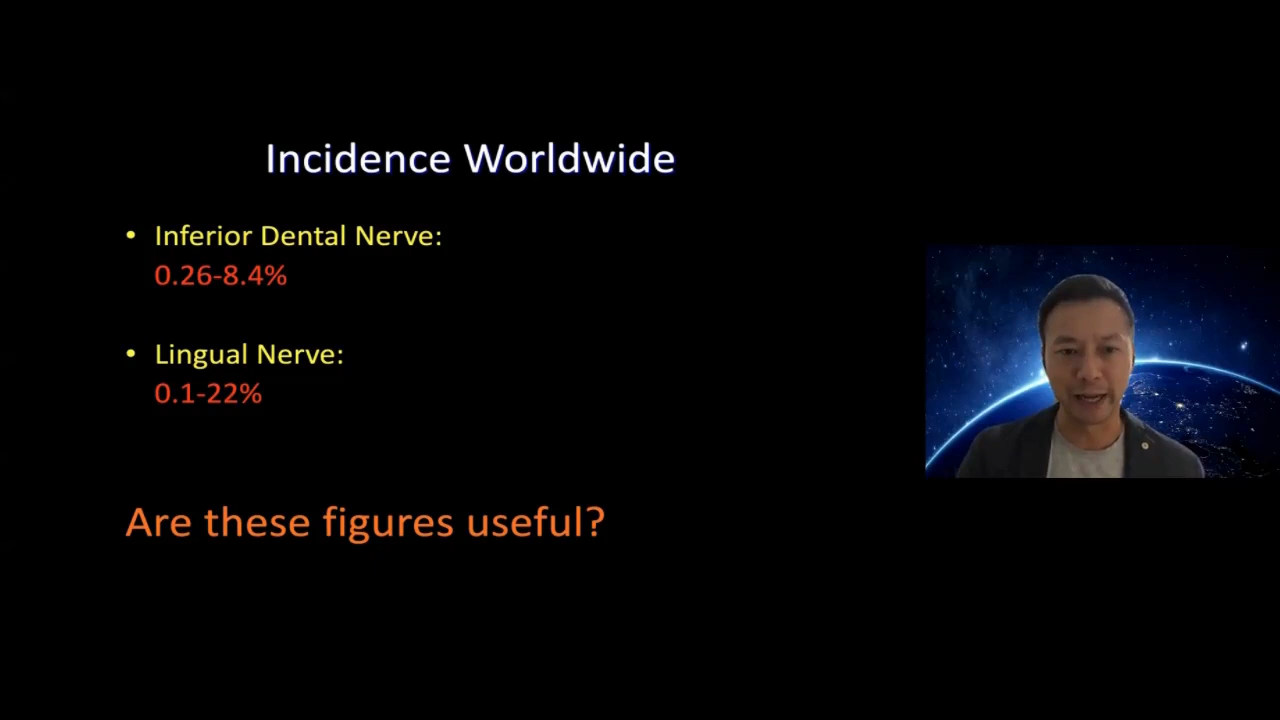 Incidence Worldwide
• Inferior Dental Nerve:
0.26-8.4%
• Lingual Nerve:
0.1-22%
Are these figures useful?